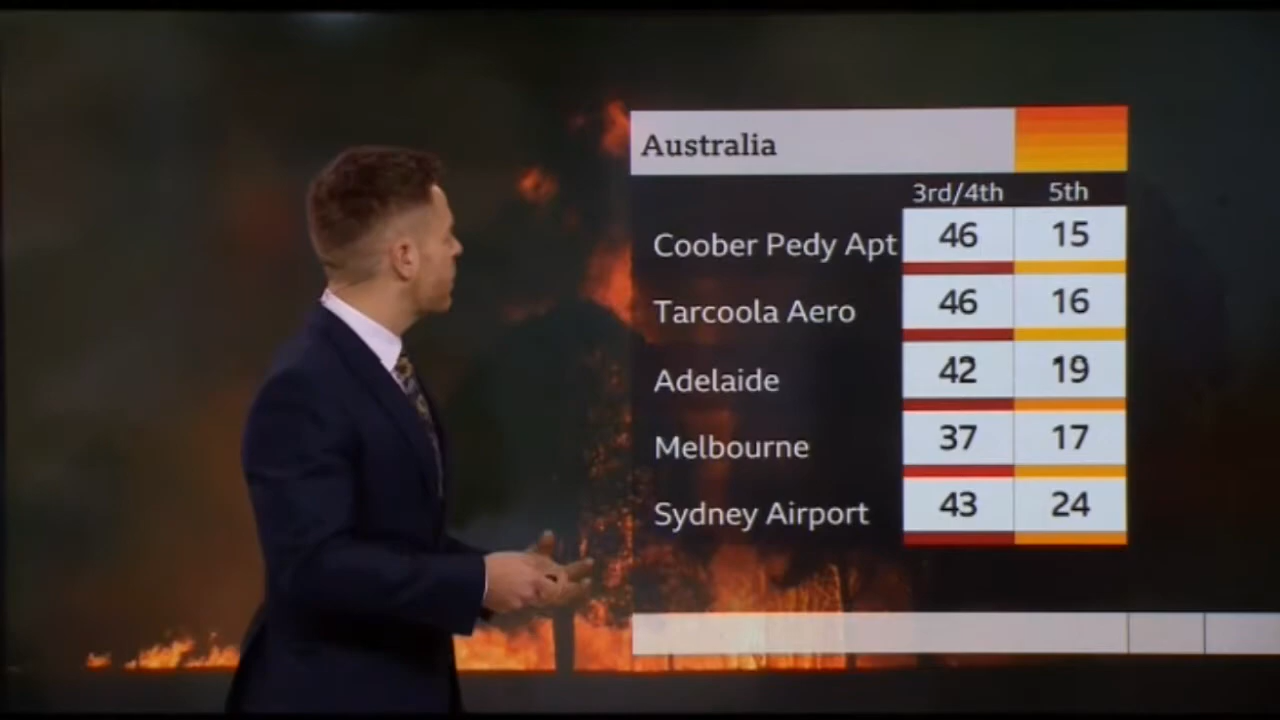 Australia
3rd/4th 5th
Coober Pedy Apt 46 15
Tarcoola Aero 46 16
Adelaide 42 19
Melbourne 37 17
Sydney Airport 43 24